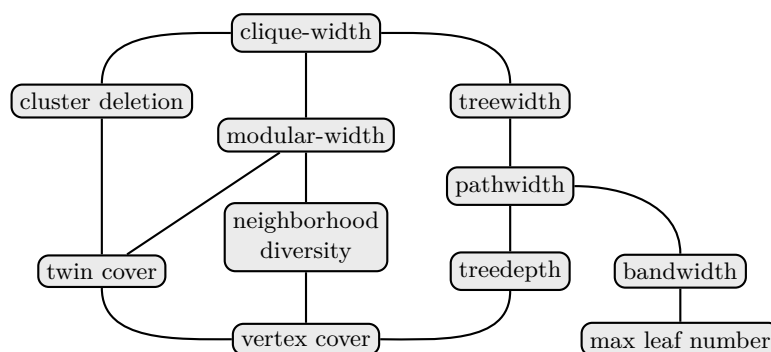 clique-width
cluster deletion
treewidth
modular-width
pathwidth
neighborhood
diversity
twin cover
treedepth
bandwidth
vertex cover
max leaf number